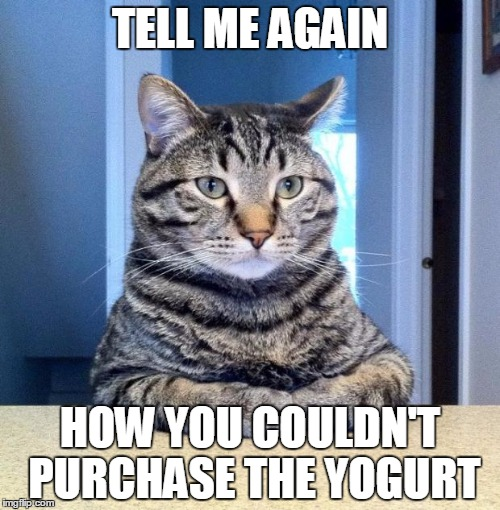 TELL ME AGAIN
HOW YOU COULDN'T
PURCHASE THE YOGURT
imgflip.com